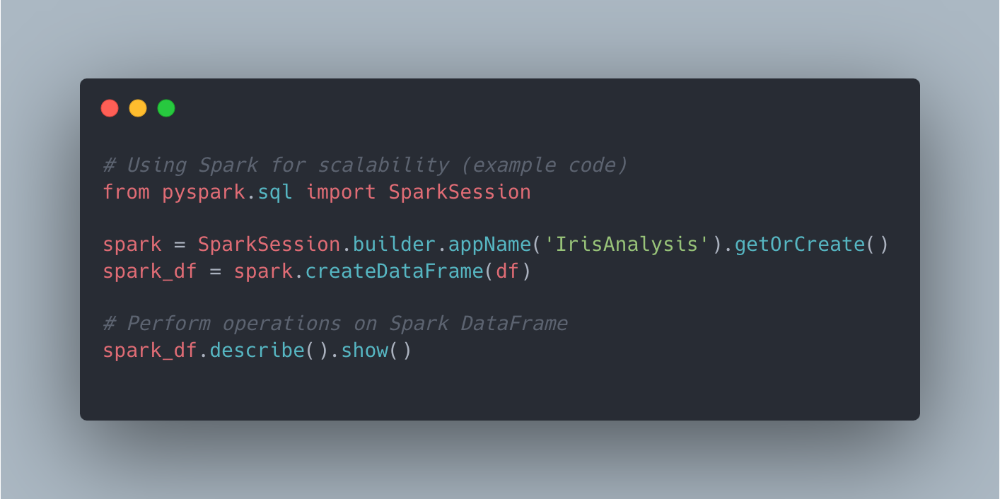 # Using Spark for scalability (example code)
from pyspark.sql import SparkSession
spark = SparkSession.builder.appName('IrisAnalysis').getOrCreate()
spark_df = spark.createDataFrame(df)
# Perform operations on Spark DataFrame
spark_df.describe().show()